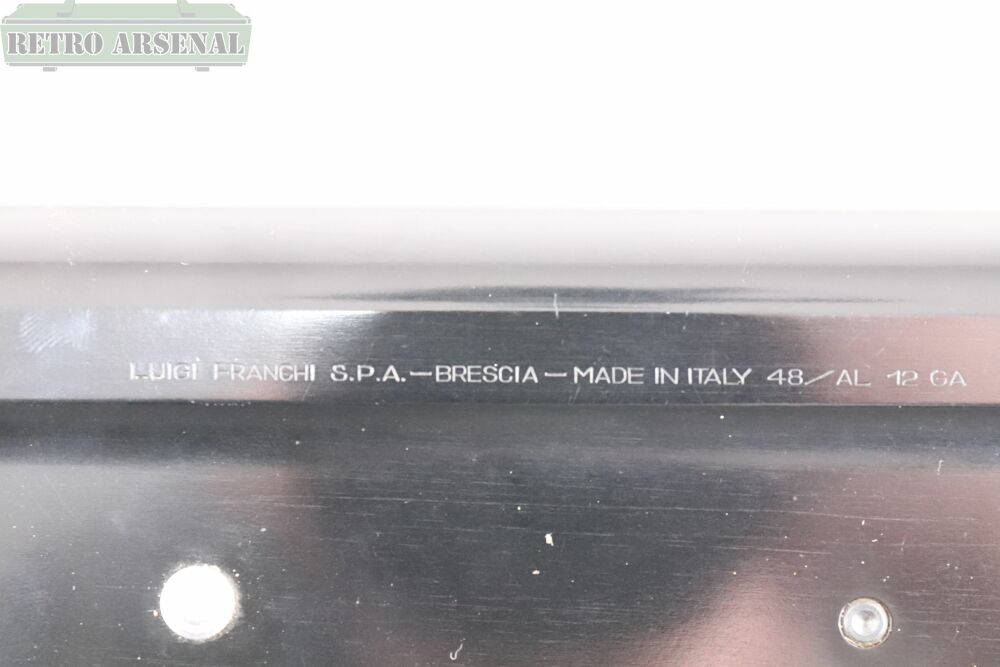 RETRO ARSENAL
LUIGI FRANCHI S.P.A.—BRESCIA—MADE IN ITALY 48/AL 12 GA